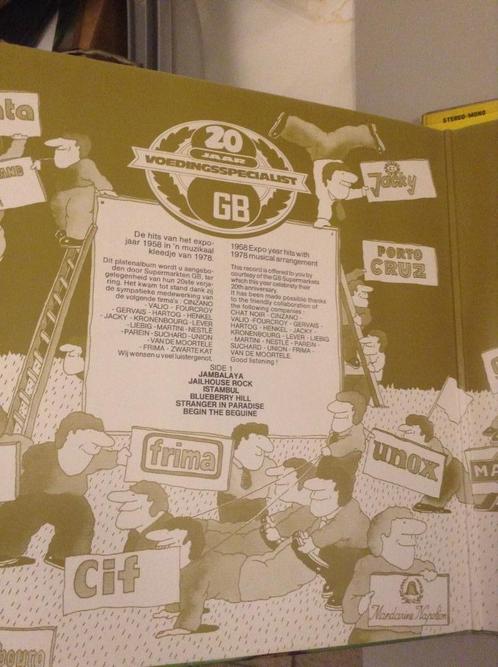 STEREO-MONO
20
JAAR
VOEDINGSSPECIALIST
GB
Jacky
PORTO
CRUZ
De hits van het expo-
jaar 1958 in 'n muzikaal
kleedje van 1978.
Dit platenalbum wordt u aangebo-
den door Supermarkten GB, ter
gelegenheid van hun 20ste verja-
ring. Het kwam tot stand dank zij
de sympatieke medewerking van
de volgende firma's : CINZANO
- VALIO - FOURCROY
- GERVAIS - HARTOG - HENKEL
- JACKY - KRONENBOURG - LEVER
- LIEBIG - MARTINI - NESTLÉ
- PAREIN - SUCHARD - UNION
- VAN DE MOORTELE
- FRIMA - ZWARTE KAT
Wij wensen u veel luistergenot.
1958 Expo year hits with
1978 musical arrangement
This record is offered to you by
courtesy of the GB Supermarkets
which this year celebrate their
20th anniversary.
It has been made possible thanks
to the friendly collaboration of
the following companies :
CHAT NOIR - CINZANO -
VALIO - FOURCROY - GERVAIS -
HARTOG - HENKEL - JACKY -
KRONENBOURG - LEVER - LIEBIG
- MARTINI - NESTLÉ - PAREIN -
SUCHARD - UNION - FRIMA -
VAN DE MOORTELE.
Good listening !
SIDE 1
JAMBALAYA
JAILHOUSE ROCK
ISTAMBUL
BLUEBERRY HILL
STRANGER IN PARADISE
BEGIN THE BEGUINE
frima
unox
MA
Cif
Mandarine Napoléon